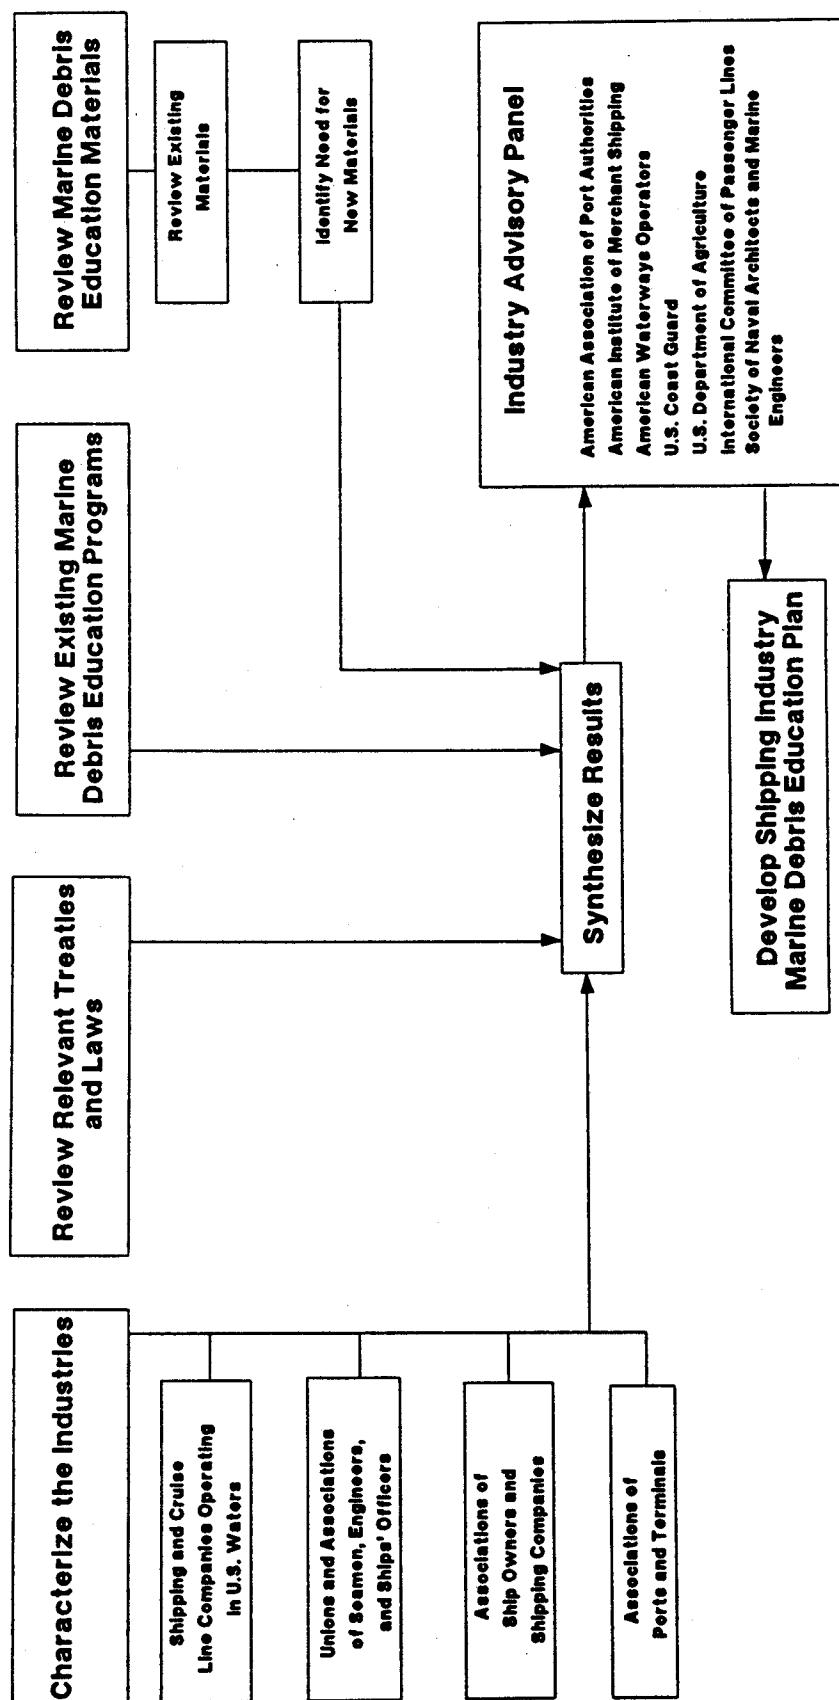 Characterize the Industries
Shipping and Cruise
Line Companies Operating
in U.S. Waters
Unions and Associations
of Seamen, Engineers,
and Ships' Officers
Associations of
Ship Owners and
Shipping Companies
Associations of
Ports and Terminals
Review Relevant Treaties
and Laws
Review Existing Marine
Debris Education Programs
Review Marine Debris
Education Materials
Review Existing
Materials
Identify Need for
New Materials
Synthesize Results
Industry Advisory Panel
American Association of Port Authorities
American Institute of Merchant Shipping
American Waterways Operators
U.S. Coast Guard
U.S. Department of Agriculture
International Committee of Passenger Lines
Society of Naval Architects and Marine
Engineers
Develop Shipping Industry
Marine Debris Education Plan